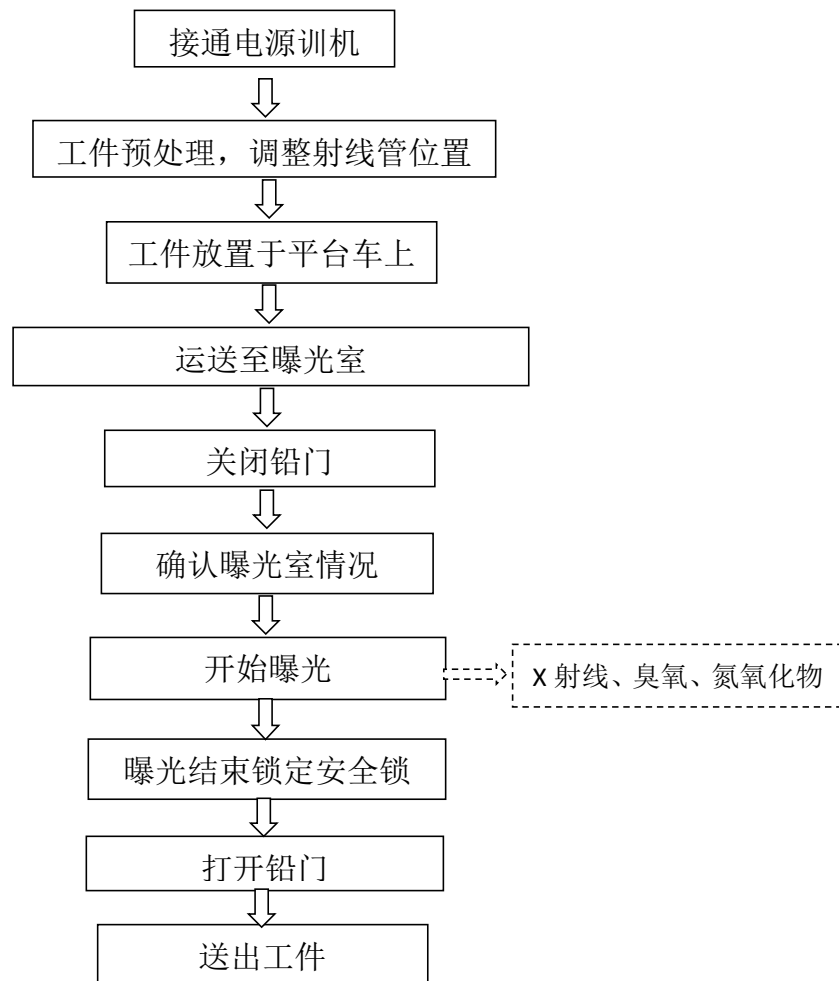 接通电源训机
工件预处理，调整射线管位置
工件放置于平台车上
运送至曝光室
关闭铅门
确认曝光室情况
开始曝光
X 射线、臭氧、氮氧化物
曝光结束锁定安全锁
打开铅门
送出工件